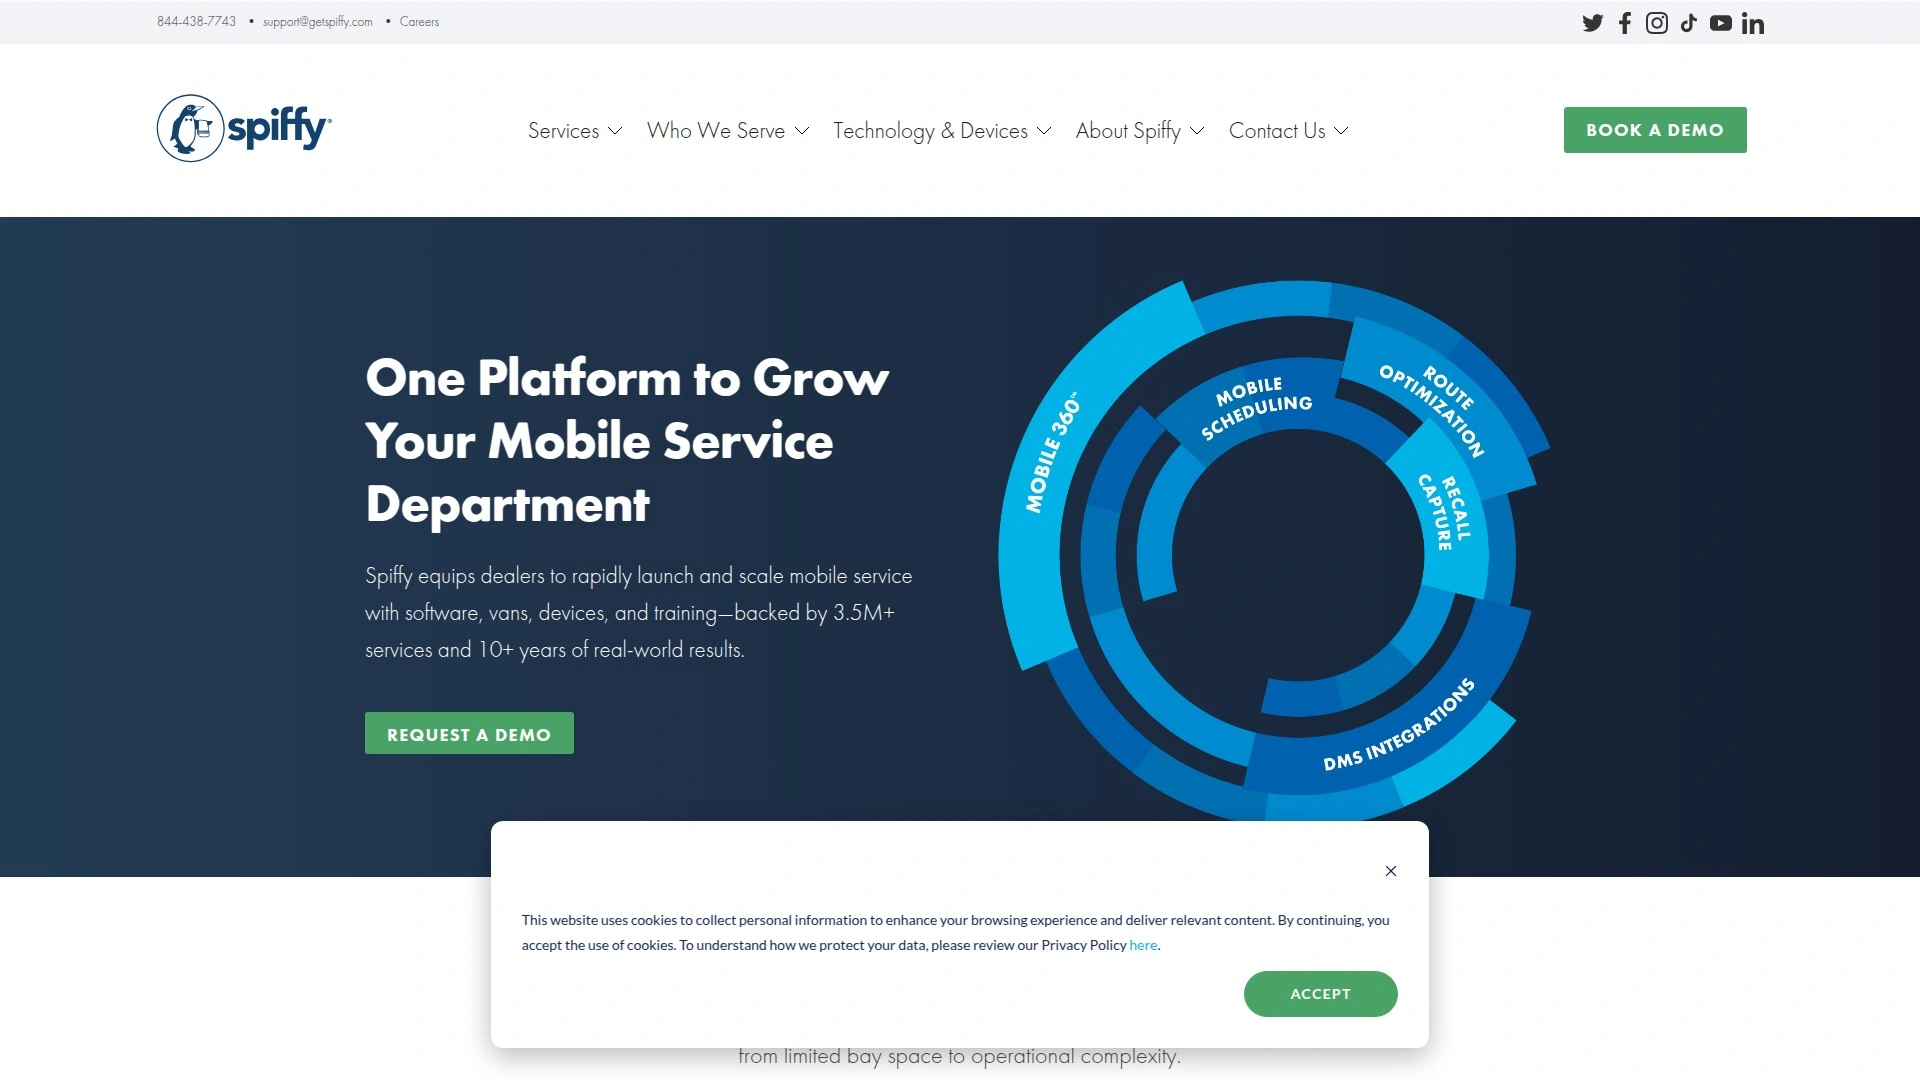 844-438-7743 • support@getspiffy.com • Careers
spiffy®
Services
Who We Serve
Technology & Devices
About Spiffy
Contact Us
BOOK A DEMO
One Platform to Grow
Your Mobile Service
Department
Spiffy equips dealers to rapidly launch and scale mobile service
with software, vans, devices, and training—backed by 3.5M+
services and 10+ years of real-world results.
REQUEST A DEMO
MOBILE 360™
MOBILE
SCHEDULING
ROUTE
OPTIMIZATION
RECALL
CAPTURE
DMS INTEGRATIONS
This website uses cookies to collect personal information to enhance your browsing experience and deliver relevant content. By continuing, you
accept the use of cookies. To understand how we protect your data, please review our Privacy Policy here.
ACCEPT
from limited bay space to operational complexity.